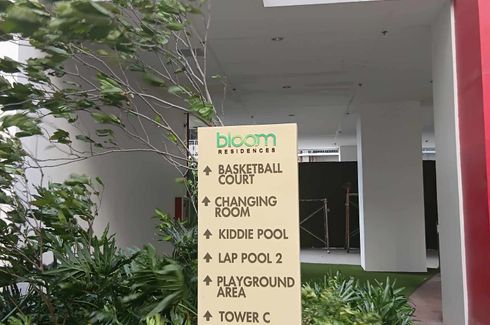 bloom
RESIDENCES
↑ BASKETBALL
COURT
↑ CHANGING
ROOM
↑ KIDDIE POOL
↑ LAP POOL 2
↑ PLAYGROUND
AREA
↑ TOWER C